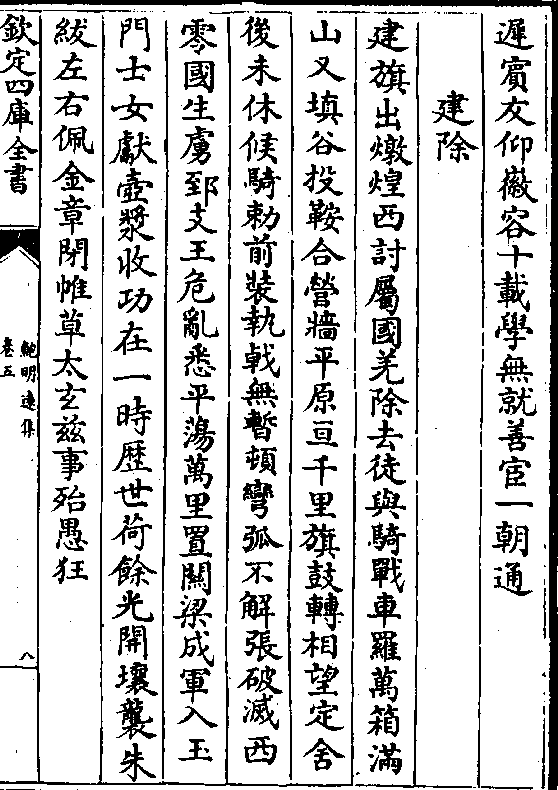 遲賔友仰徽容十載學無就善宦一朝通
建除
建旗出燉煌西討屬國羌除去徒與騎戰車羅萬箱滿
山又填谷投鞍合營牆平原亘千里旗鼓轉相望定舍
後未休候騎勅前裝執戟無暫頓彎弧不解張破滅西
零國生虜郅支王危亂悉平蕩萬里置闗梁成軍入玉
門士女獻壺漿收功在一時歴世荷餘光開壤襲朱
紱左右佩金章閉帷草太玄兹事殆愚狂
欽定四庫全書
鮑明逺集
卷五
八